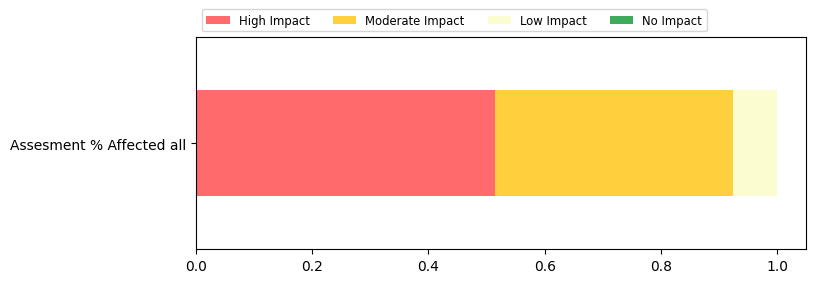 High Impact Moderate Impact Low Impact No Impact
Assesment % Affected all
0.0 0.2 0.4 0.6 0.8 1.0